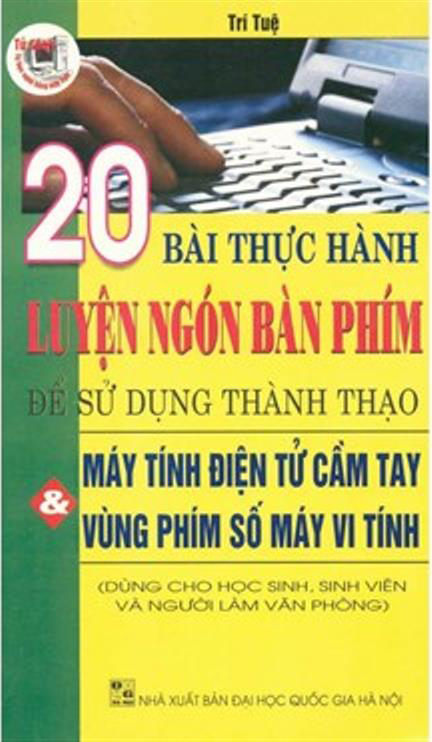 Trí Tuệ
Tủ sách
20
BÀI THỰC HÀNH
LUYỆN NGÓN BÀN PHÍM
ĐỂ SỬ DỤNG THÀNH THẠO
MÁY TÍNH ĐIỆN TỬ CẦM TAY
&
VÙNG PHÍM SỐ MÁY VI TÍNH
(DÙNG CHO HỌC SINH, SINH VIÊN
VÀ NGƯỜI LÀM VĂN PHÒNG)
NHÀ XUẤT BẢN ĐẠI HỌC QUỐC GIA HÀ NỘI